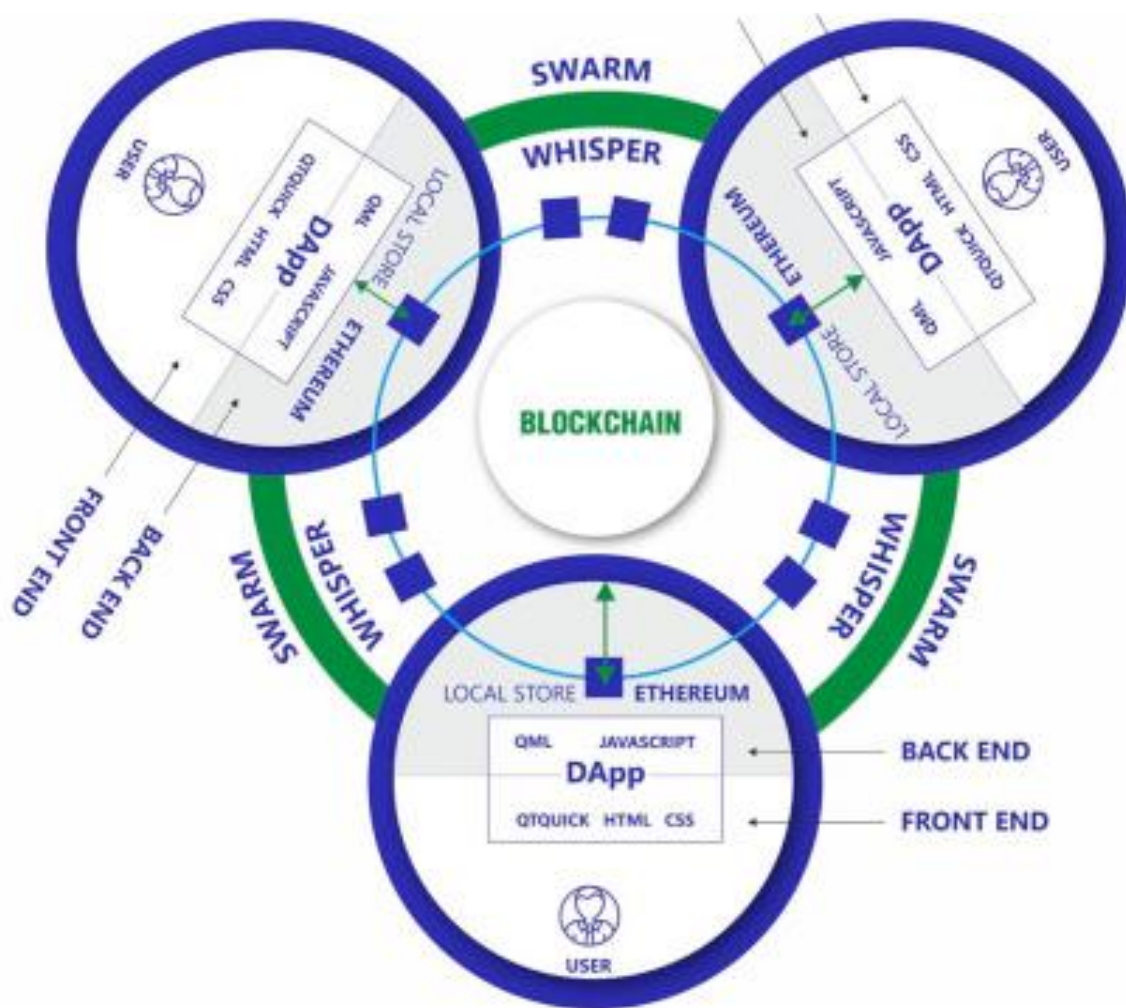 SWARM
WHISPER
USER
QTQUICK HTML CSS
DApp
QML JAVASCRIPT
LOCAL STORE
ETHEREUM
FRONT END
BACK END
USER
QTQUICK HTML CSS
DApp
QML JAVASCRIPT
ETHEREUM
LOCAL STORE
BLOCKCHAIN
SWARM
WHISPER
WHISPER
SWARM
LOCAL STORE ETHEREUM
QML JAVASCRIPT
DApp
QTQUICK HTML CSS
USER
BACK END
FRONT END